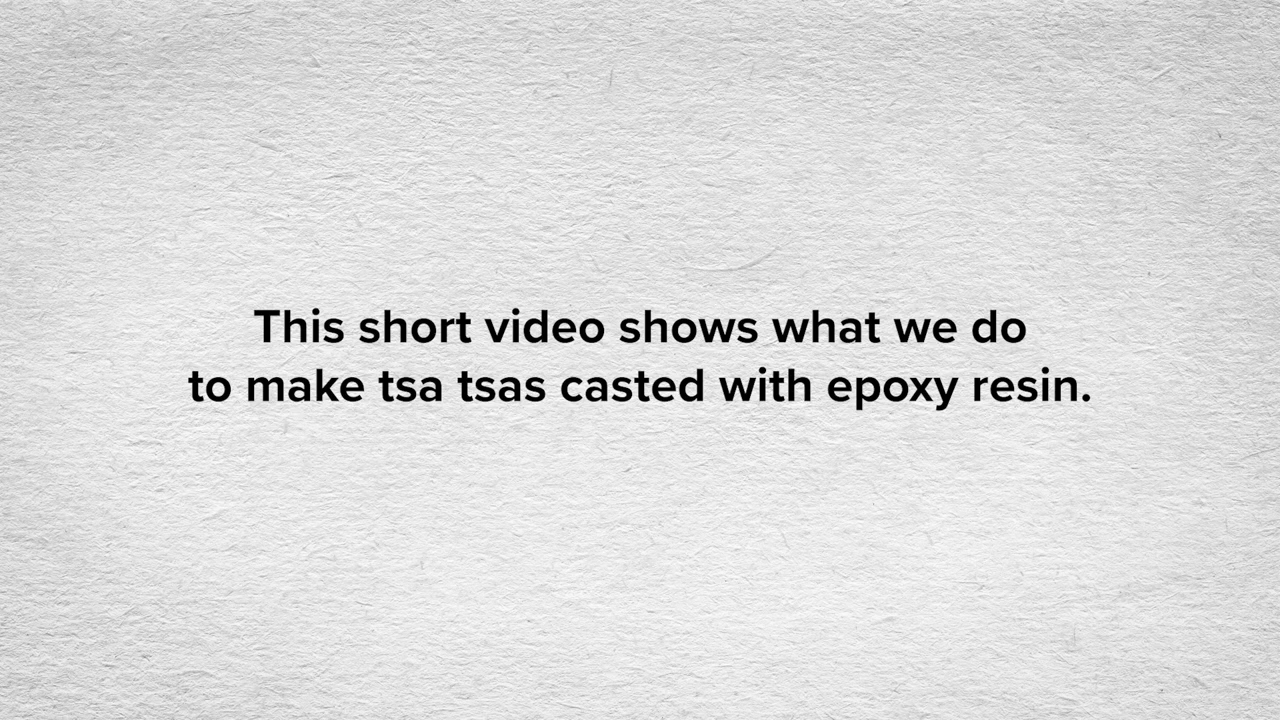 This short video shows what we do
to make tsa tsas casted with epoxy resin.